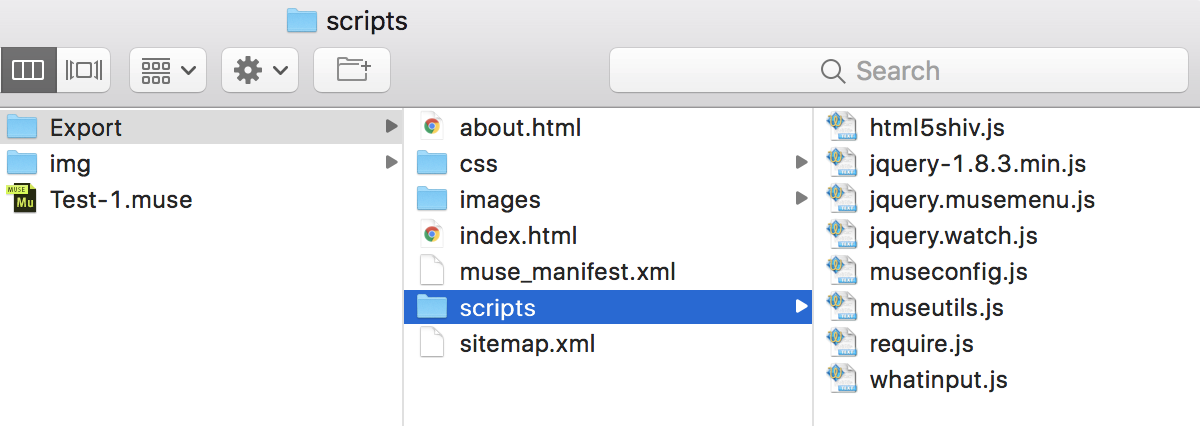 scripts
Search
Export
img
MUSE
Mu
Test-1.muse
about.html
css
images
index.html
muse_manifest.xml
scripts
sitemap.xml
html5shiv.js
jquery-1.8.3.min.js
jquery.musemenu.js
jquery.watch.js
museconfig.js
museutils.js
require.js
whatinput.js